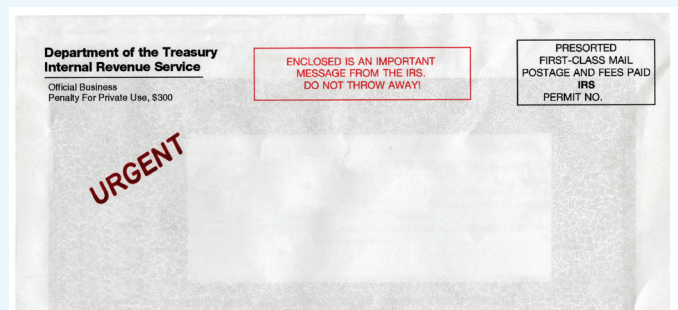 Department of the Treasury
Internal Revenue Service
Official Business
Penalty For Private Use, $300
ENCLOSED IS AN IMPORTANT
MESSAGE FROM THE IRS.
DO NOT THROW AWAY!
PRESORTED
FIRST-CLASS MAIL
POSTAGE AND FEES PAID
IRS
PERMIT NO.
URGENT